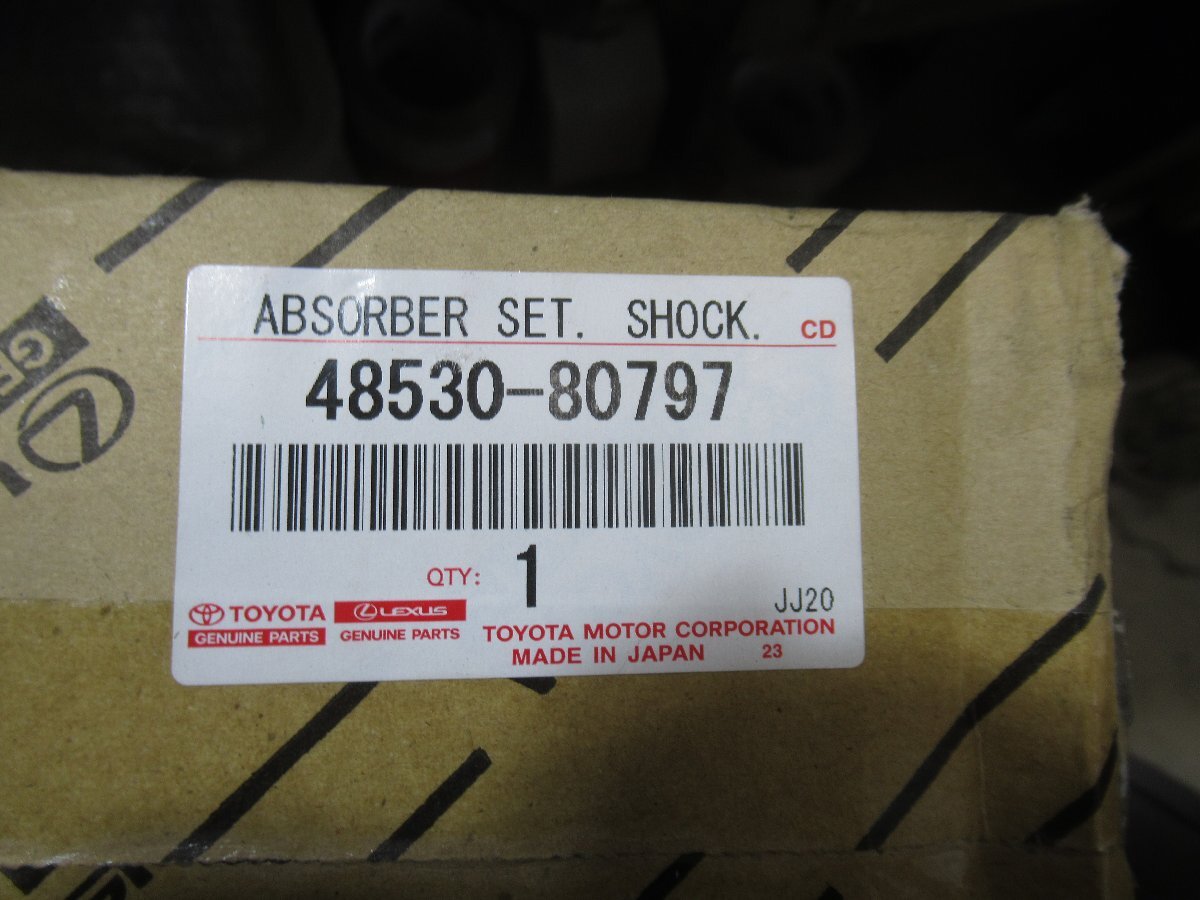 ABSORBER SET. SHOCK. CD
48530-80797
QTY: 1
JJ20
TOYOTA LEXUS
GENUINE PARTS GENUINE PARTS
TOYOTA MOTOR CORPORATION
MADE IN JAPAN 23